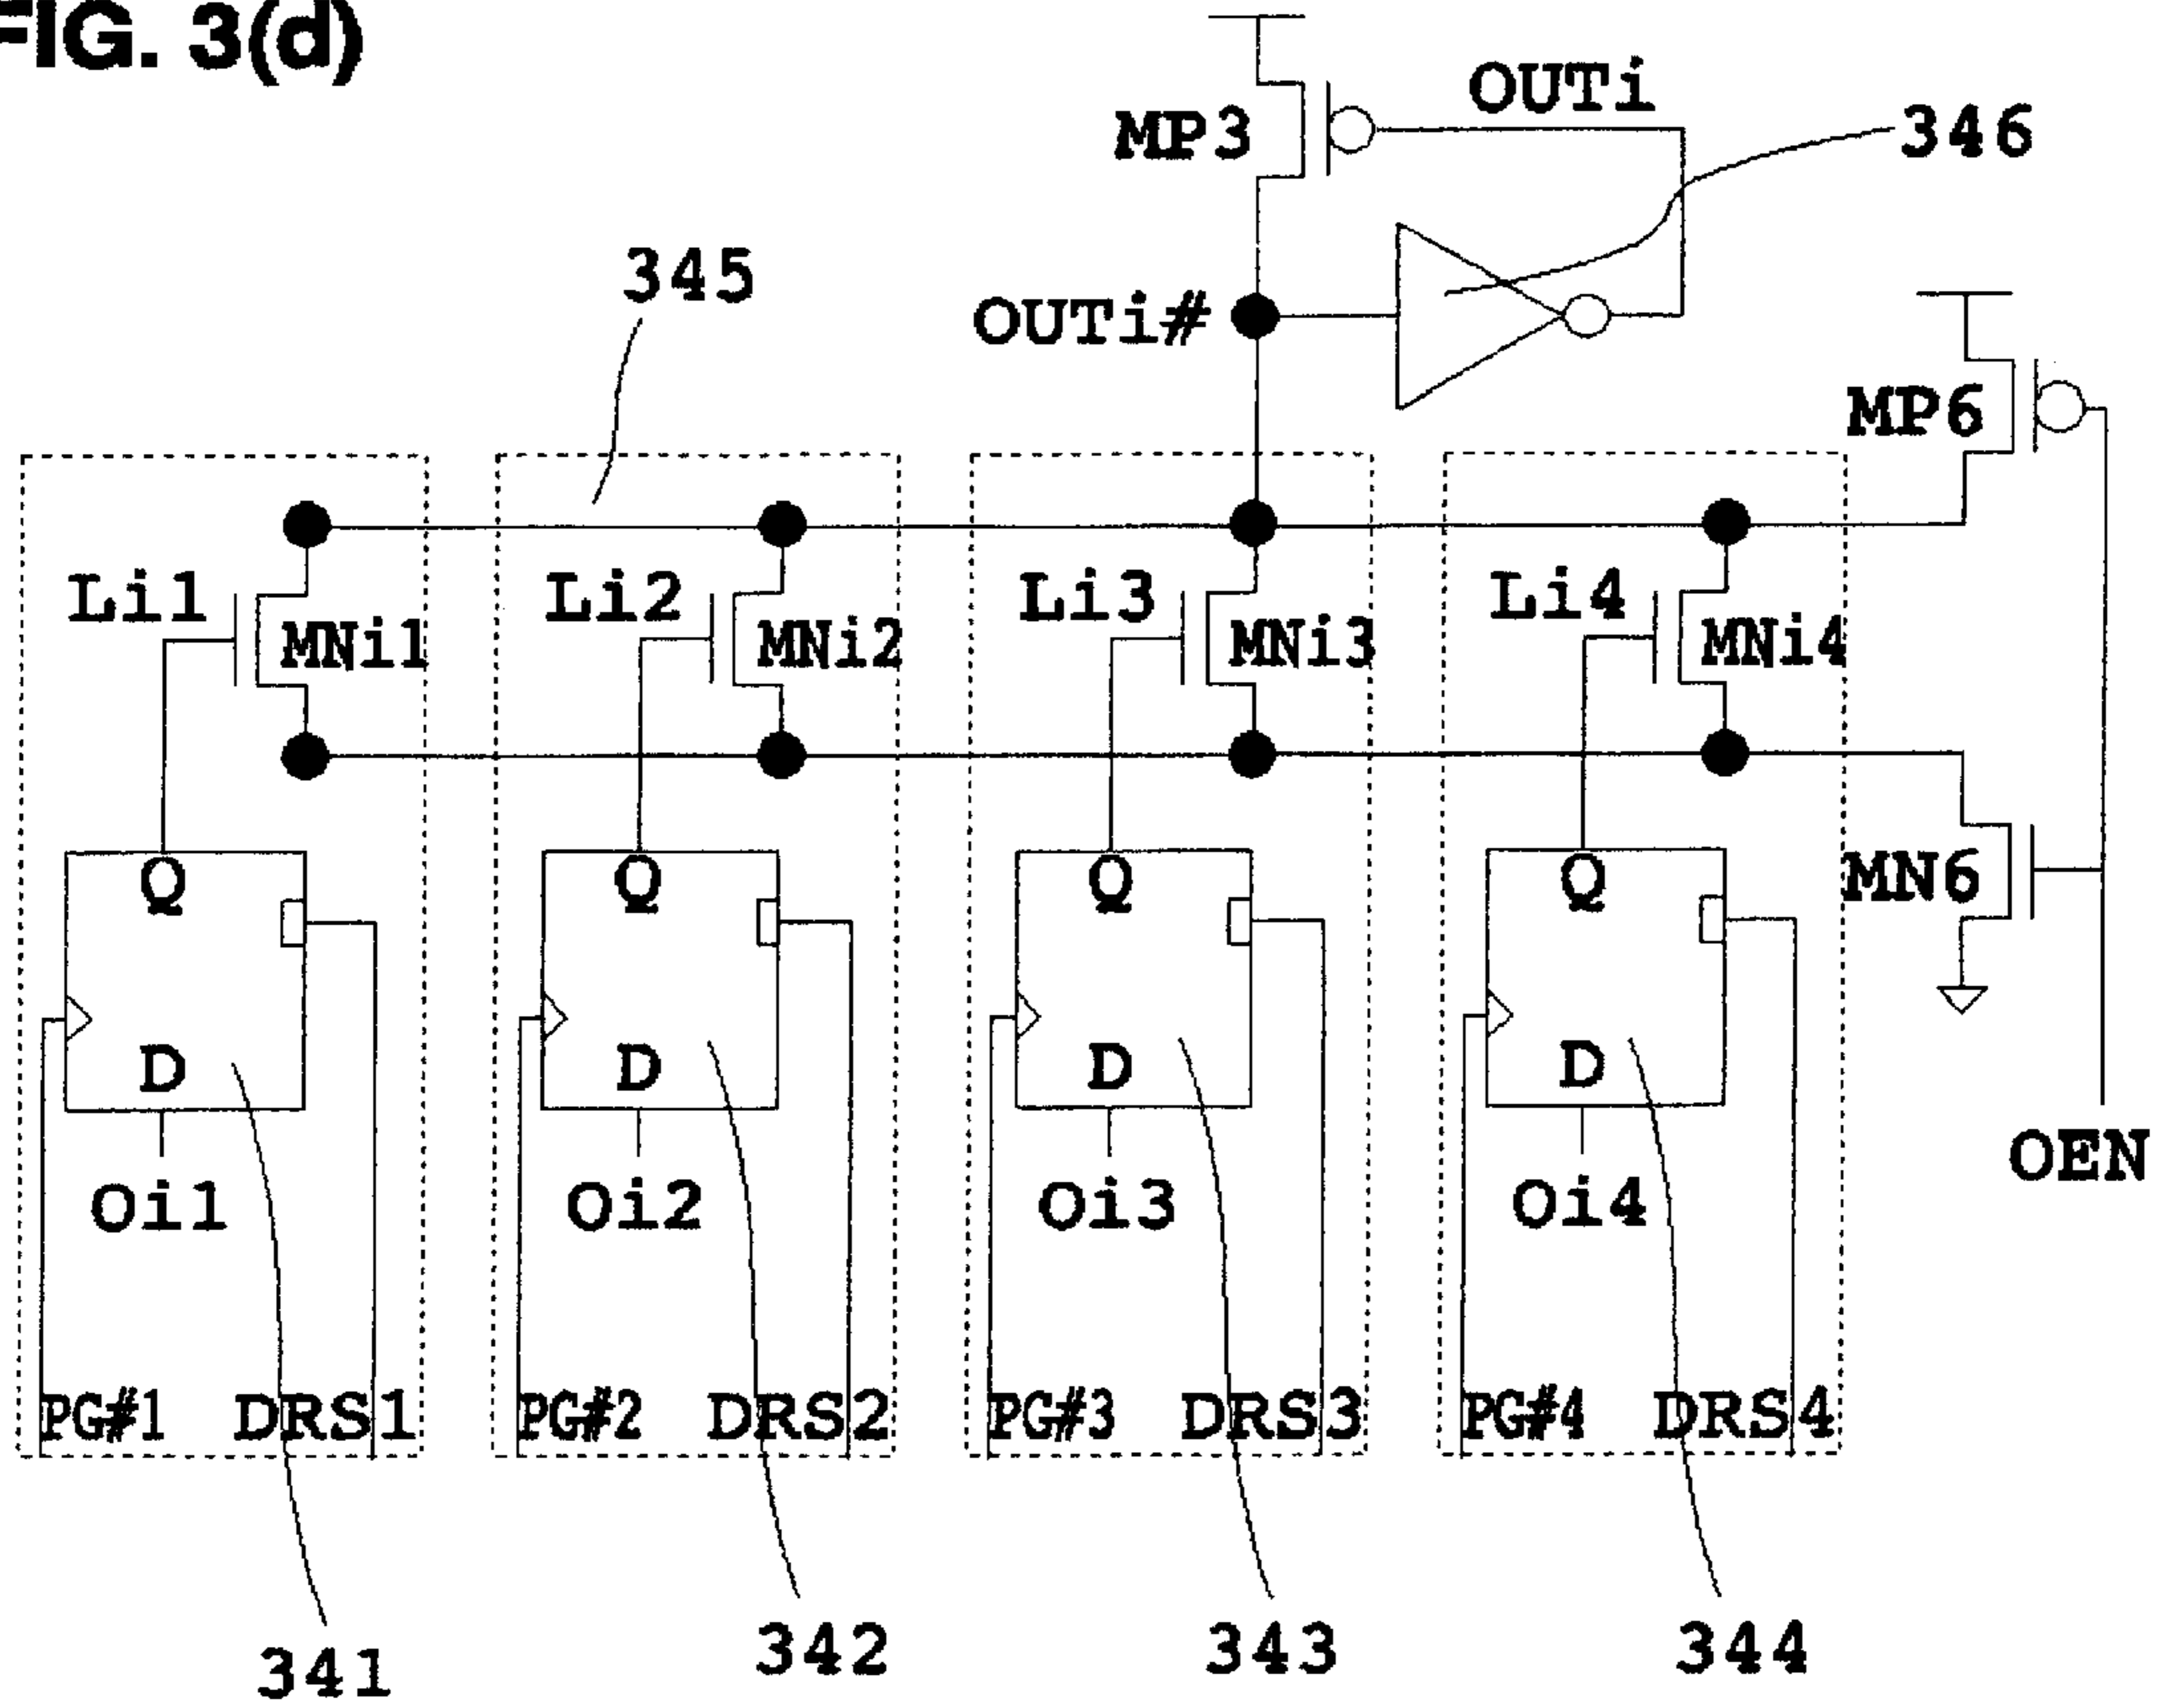 FIG. 3(d)
OUTi
MP3
346
345
OUTi#
MP6
Li1
MNi1
Li2
MNi2
Li3
MNi3
Li4
MNi4
Q
Q
Q
Q
MN6
D
D
D
D
OEN
Oi1
Oi2
Oi3
Oi4
PG#1
DRS1
PG#2
DRS2
PG#3
DRS3
PG#4
DRS4
341
342
343
344